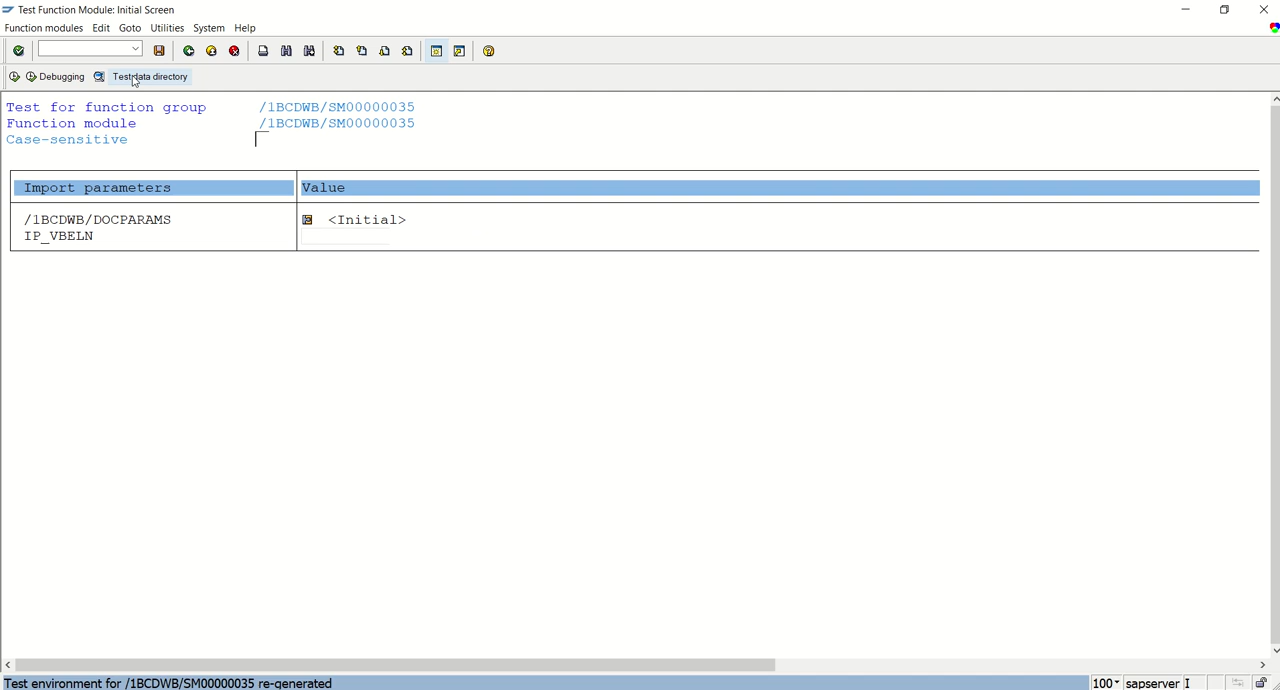 Test Function Module: Initial Screen
Function modules Edit Goto Utilities System Help
Debugging Test data directory
Test for function group /1BCDWB/SM00000035
Function module /1BCDWB/SM00000035
Case-sensitive
Import parameters Value
/1BCDWB/DOCPARAMS <Initial>
IP_VBELN
Test environment for /1BCDWB/SM00000035 re-generated 100 sapserver I